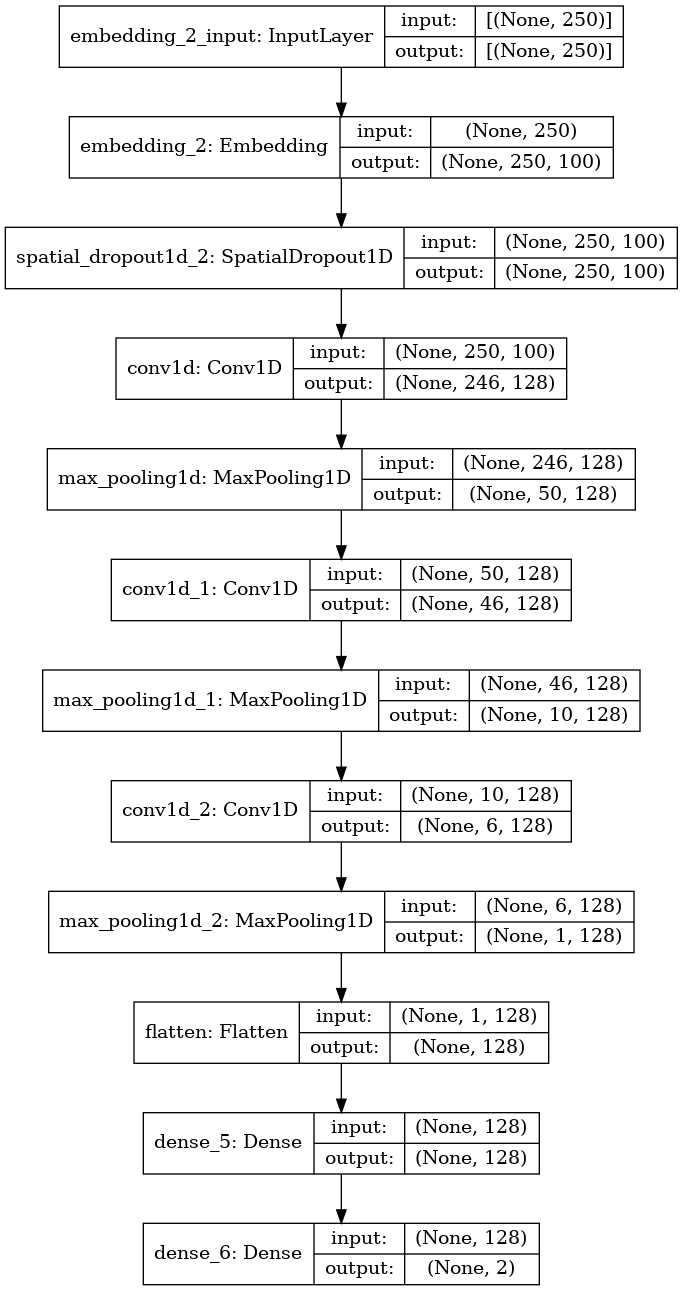 embedding_2_input: InputLayer
input: [(None, 250)]
output: [(None, 250)]
embedding_2: Embedding
input: (None, 250)
output: (None, 250, 100)
spatial_dropout1d_2: SpatialDropout1D
input: (None, 250, 100)
output: (None, 250, 100)
conv1d: Conv1D
input: (None, 250, 100)
output: (None, 246, 128)
max_pooling1d: MaxPooling1D
input: (None, 246, 128)
output: (None, 50, 128)
conv1d_1: Conv1D
input: (None, 50, 128)
output: (None, 46, 128)
max_pooling1d_1: MaxPooling1D
input: (None, 46, 128)
output: (None, 10, 128)
conv1d_2: Conv1D
input: (None, 10, 128)
output: (None, 6, 128)
max_pooling1d_2: MaxPooling1D
input: (None, 6, 128)
output: (None, 1, 128)
flatten: Flatten
input: (None, 1, 128)
output: (None, 128)
dense_5: Dense
input: (None, 128)
output: (None, 128)
dense_6: Dense
input: (None, 128)
output: (None, 2)